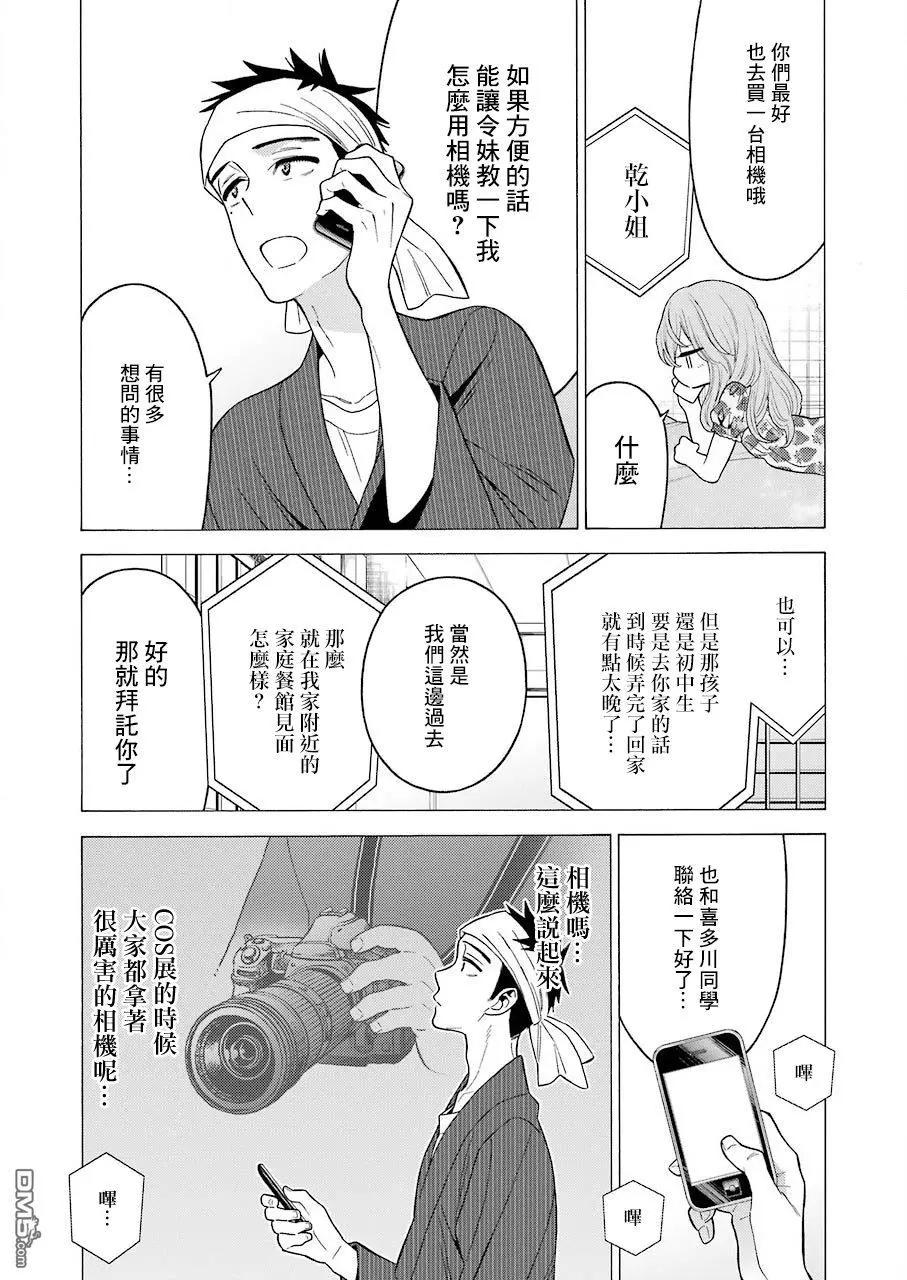 你們最好
也去買一台相機哦
乾小姐
什麼
如果方便的話
能讓令妹教一下我
怎麼用相機嗎？
有很多
想問的事情…
也可以…
但是那孩子
還是初中生
要是去你家的話
到時候弄完了回家
就有點太晚了…
當然是
我們這邊過去
那麼
就在我家附近的
家庭餐館見面
怎麼樣？
好的
那就拜託你了
也和喜多川同學
聯絡一下好了…
嗶
嗶
相機嗎…
這麼説起來
COS展的時候
大家都拿著
很厲害的相機呢…
嗶…
DM5.com